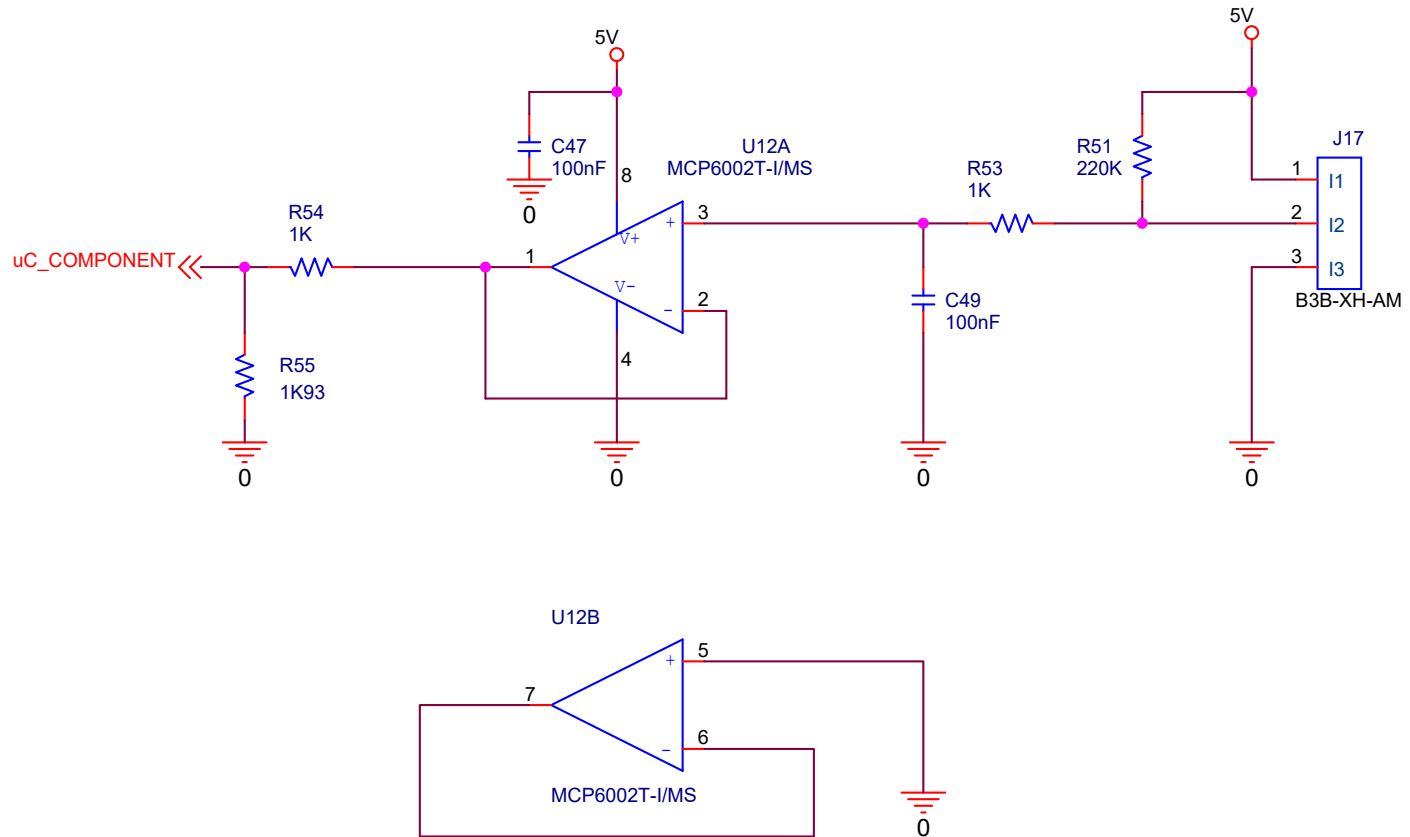 5V
5V
C47
100nF
8
U12A
MCP6002T-I/MS
R53
1K
R51
220K
J17
1
I1
0
R54
1K
3
+
V+
2
I2
uC_COMPONENT
1
V-
2
-
3
I3
C49
100nF
B3B-XH-AM
R55
1K93
4
0
0
0
0
U12B
5
+
7
6
-
MCP6002T-I/MS
0